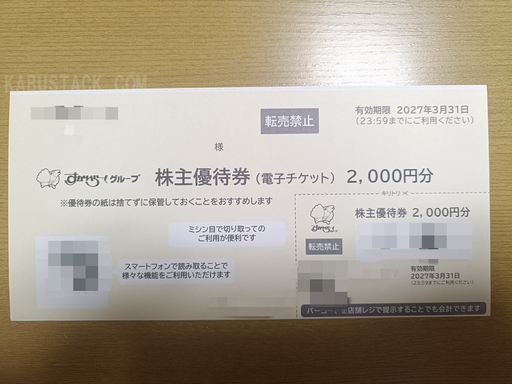 KABUSTACK.COM
転売禁止
有効期限 2027年3月31日
(23:59までにご利用ください)
様
すかいらーくグループ 株主優待券(電子チケット) 2,000円分
※優待券の紙は捨てずに保管しておくことをおすすめします
キリトリ
ミシン目で切り取っての
ご利用が便利です
スマートフォンで読み取ることで
様々な機能をご利用いただけます
株主優待券 2,000円分
転売禁止
有効期限
2027年3月31日
(23:59までにご利用ください)
店舗レジで提示することでも会計できます